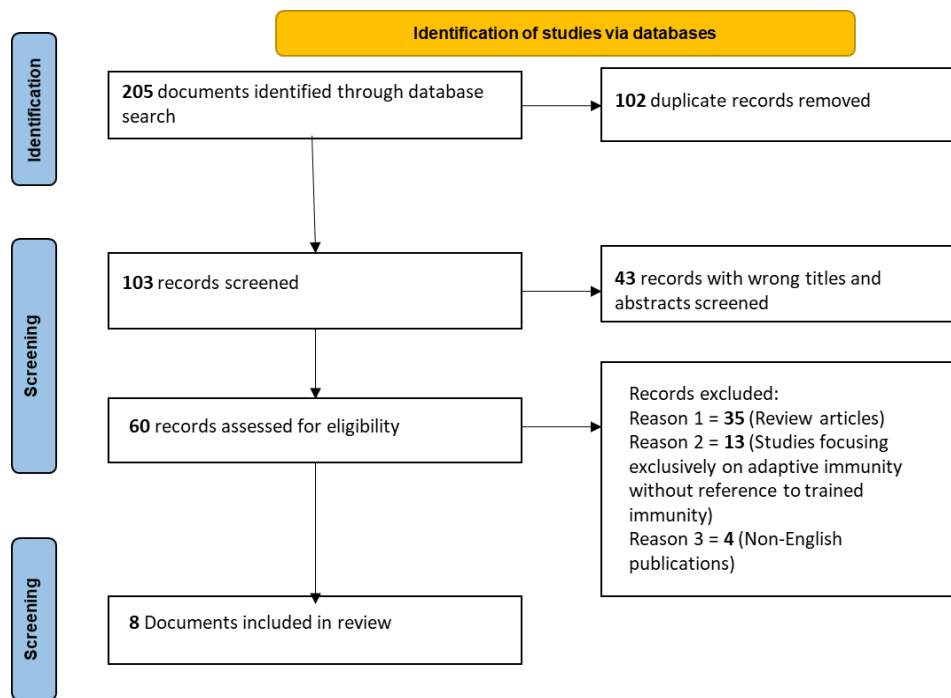 Identification of studies via databases
Identification
205 documents identified through database
search
102 duplicate records removed
Screening
103 records screened
43 records with wrong titles and
abstracts screened
60 records assessed for eligibility
Records excluded:
Reason 1 = 35 (Review articles)
Reason 2 = 13 (Studies focusing
exclusively on adaptive immunity
without reference to trained
immunity)
Reason 3 = 4 (Non-English
publications)
Screening
8 Documents included in review